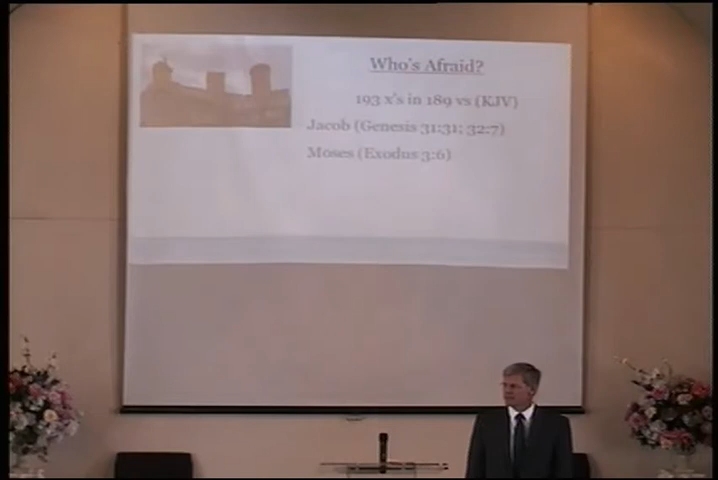 Who's Afraid?
193 x's in 189 vs (KJV)
Jacob (Genesis 31:31; 32:7)
Moses (Exodus 3:6)